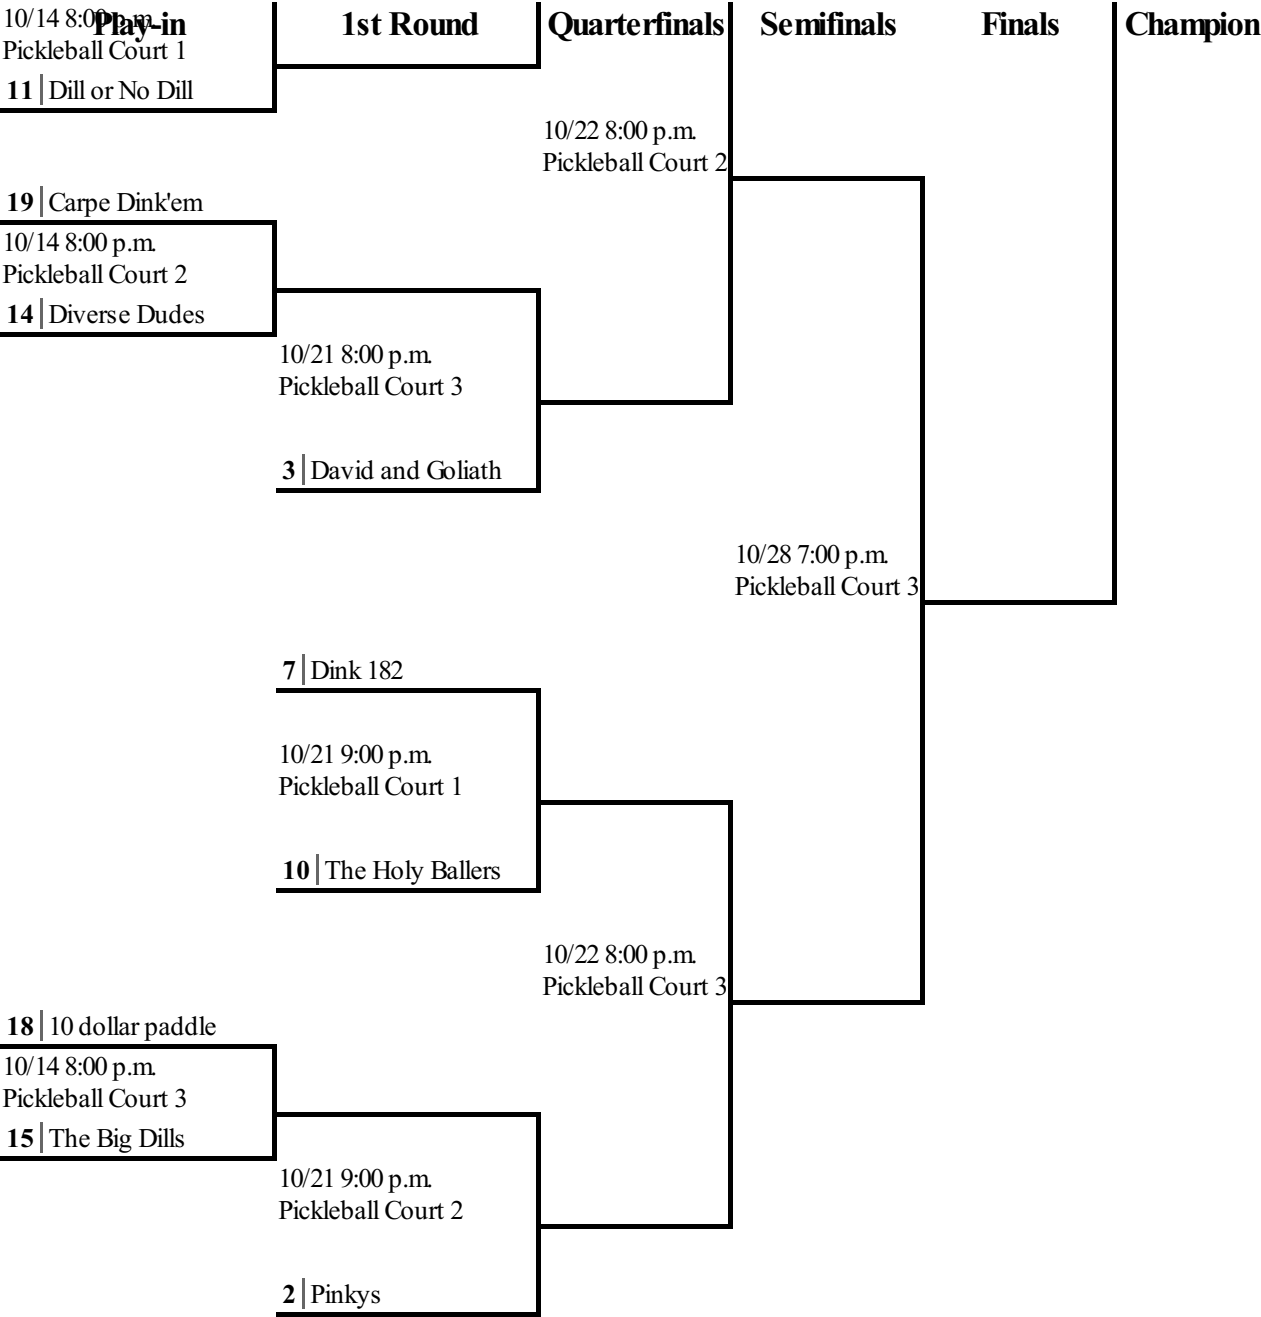 Play-in 1st Round Quarterfinals Semifinals Finals Champion
10/14 8:00 p.m.
Pickleball Court 1
11 Dill or No Dill
10/22 8:00 p.m.
Pickleball Court 2
19 Carpe Dink'em
10/14 8:00 p.m.
Pickleball Court 2
14 Diverse Dudes
10/21 8:00 p.m.
Pickleball Court 3
3 David and Goliath
10/28 7:00 p.m.
Pickleball Court 3
7 Dink 182
10/21 9:00 p.m.
Pickleball Court 1
10 The Holy Ballers
10/22 8:00 p.m.
Pickleball Court 3
18 10 dollar paddle
10/14 8:00 p.m.
Pickleball Court 3
15 The Big Dills
10/21 9:00 p.m.
Pickleball Court 2
2 Pinkys